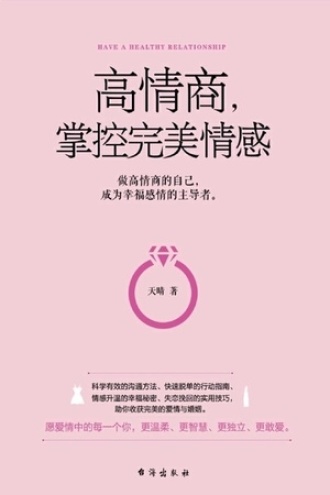 HAVE A HEALTHY RELATIONSHIP
高情商，
掌控完美情感
做高情商的自己，
成为幸福感情的主导者。
天晴 著
科学有效的沟通方法、快速脱单的行动指南、
情感升温的幸福秘密、失恋挽回的实用技巧，
助你收获完美的爱情与婚姻。
愿爱情中的每一个你，更温柔、更智慧、更独立、更敢爱。
台海出版社